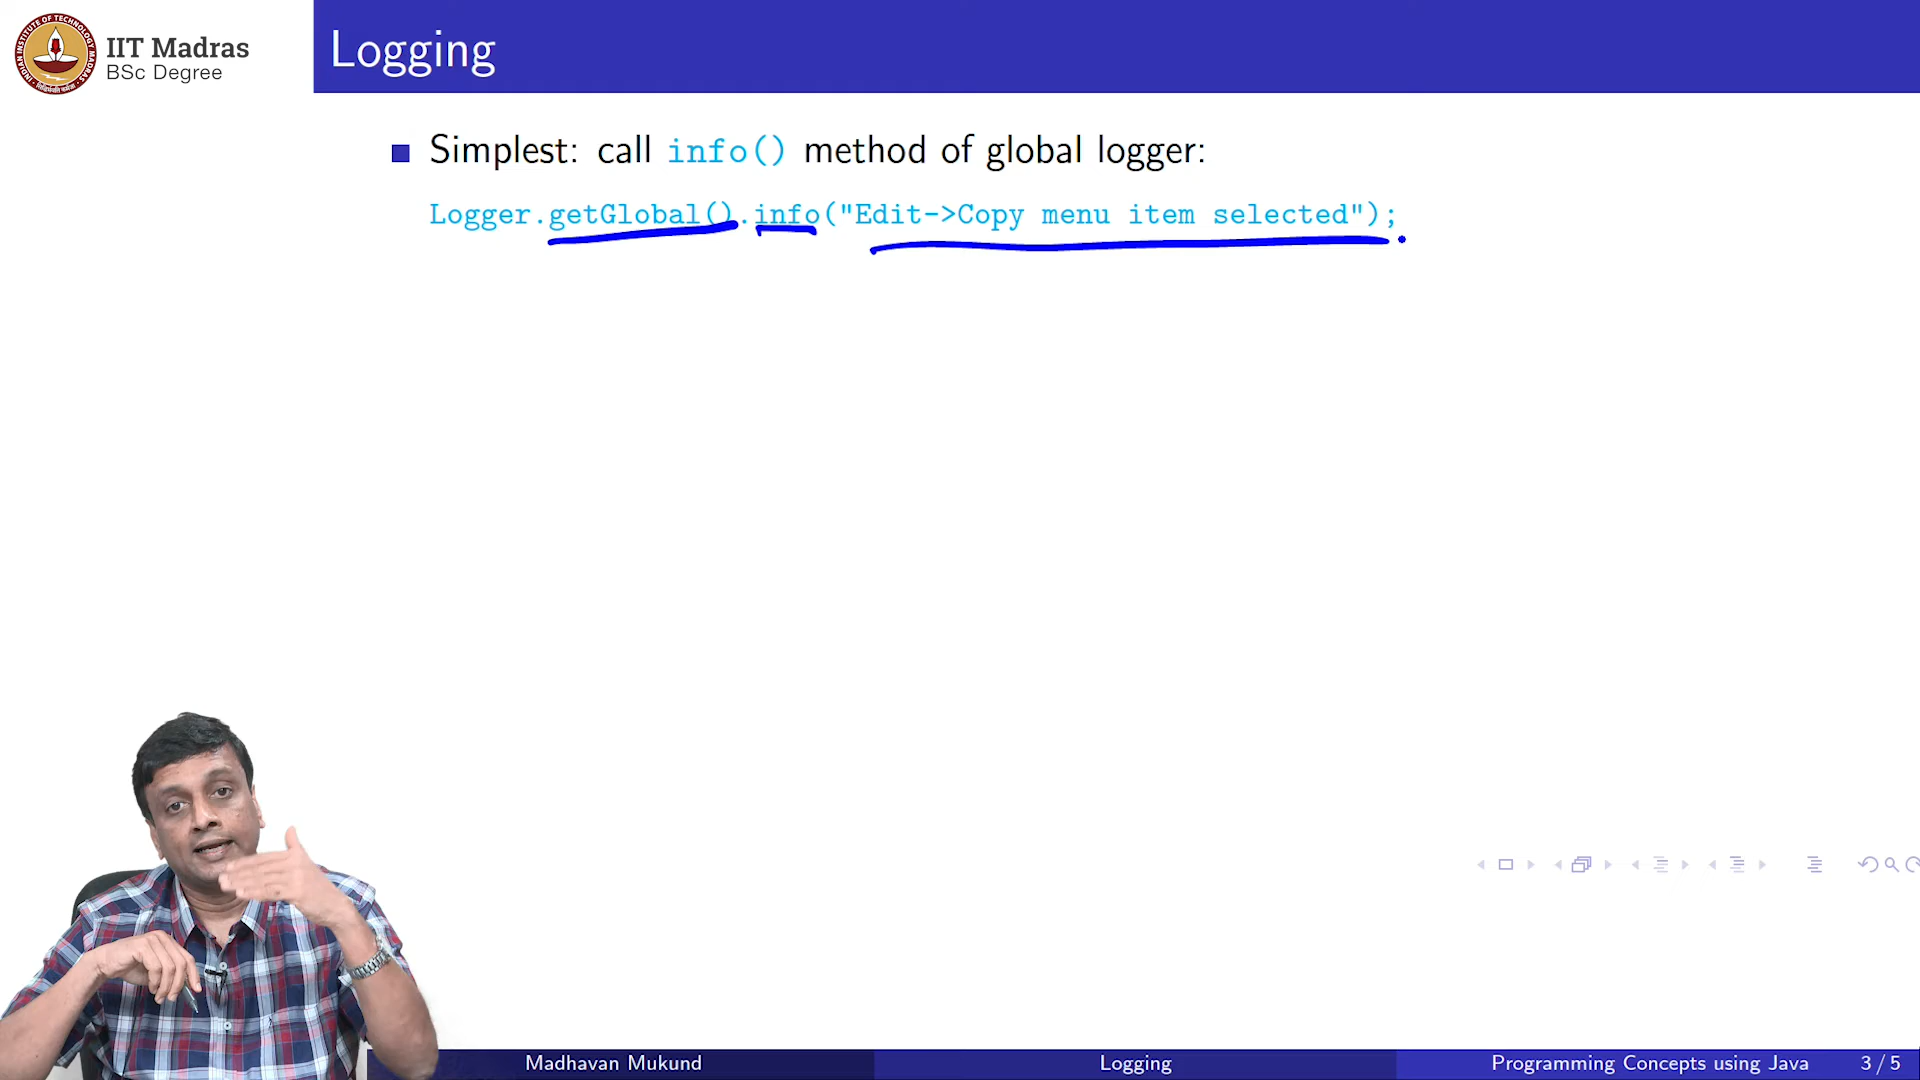 IIT Madras
BSc Degree
Logging
Simplest: call info() method of global logger:
Logger.getGlobal().info("Edit->Copy menu item selected");
Madhavan Mukund
Logging
Programming Concepts using Java
3 / 5